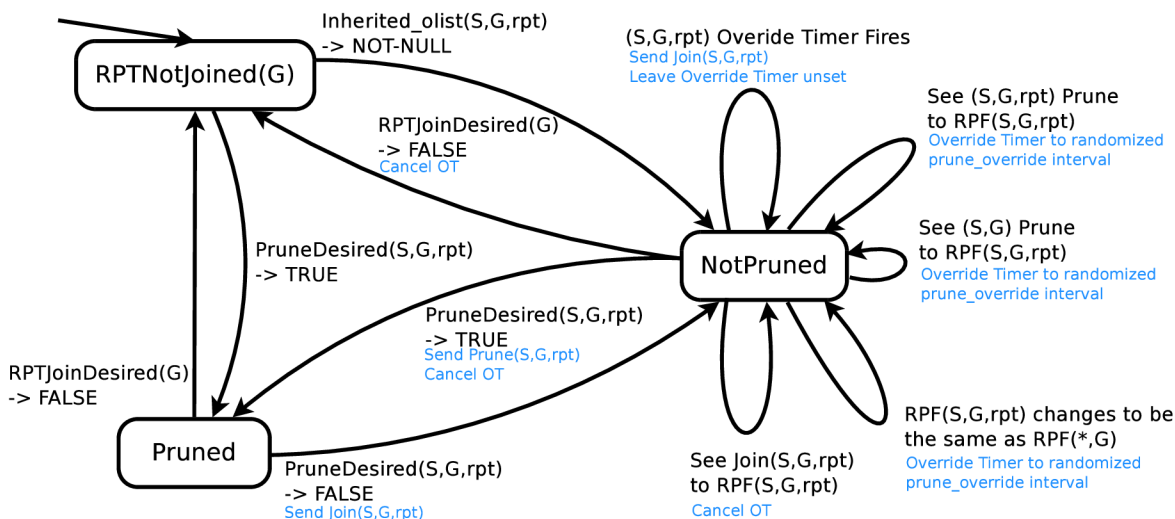 Inherited_olist(S,G,rpt)
-> NOT-NULL
RPTNotJoined(G)
(S,G,rpt) Overide Timer Fires
Send Join(S,G,rpt)
Leave Override Timer unset
See (S,G,rpt) Prune
to RPF(S,G,rpt)
Override Timer to randomized
prune_override interval
RPTJoinDesired(G)
-> FALSE
Cancel OT
See (S,G) Prune
to RPF(S,G,rpt)
Override Timer to randomized
prune_override interval
NotPruned
PruneDesired(S,G,rpt)
-> TRUE
PruneDesired(S,G,rpt)
-> TRUE
Send Prune(S,G,rpt)
Cancel OT
RPTJoinDesired(G)
-> FALSE
Pruned
PruneDesired(S,G,rpt)
-> FALSE
Send Join(S,G,rpt)
See Join(S,G,rpt)
to RPF(S,G,rpt)
Cancel OT
RPF(S,G,rpt) changes to be
the same as RPF(*,G)
Override Timer to randomized
prune_override interval